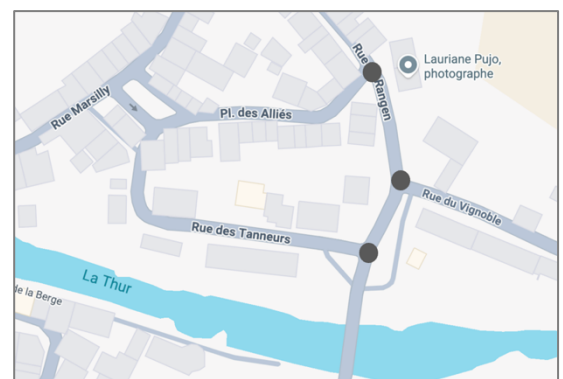 Rue
Rangen
Lauriane Pujo,
photographe
Rue Marsilly
Pl. des Alliés
Rue du Vignoble
Rue des Tanneurs
La Thur
de la Berge